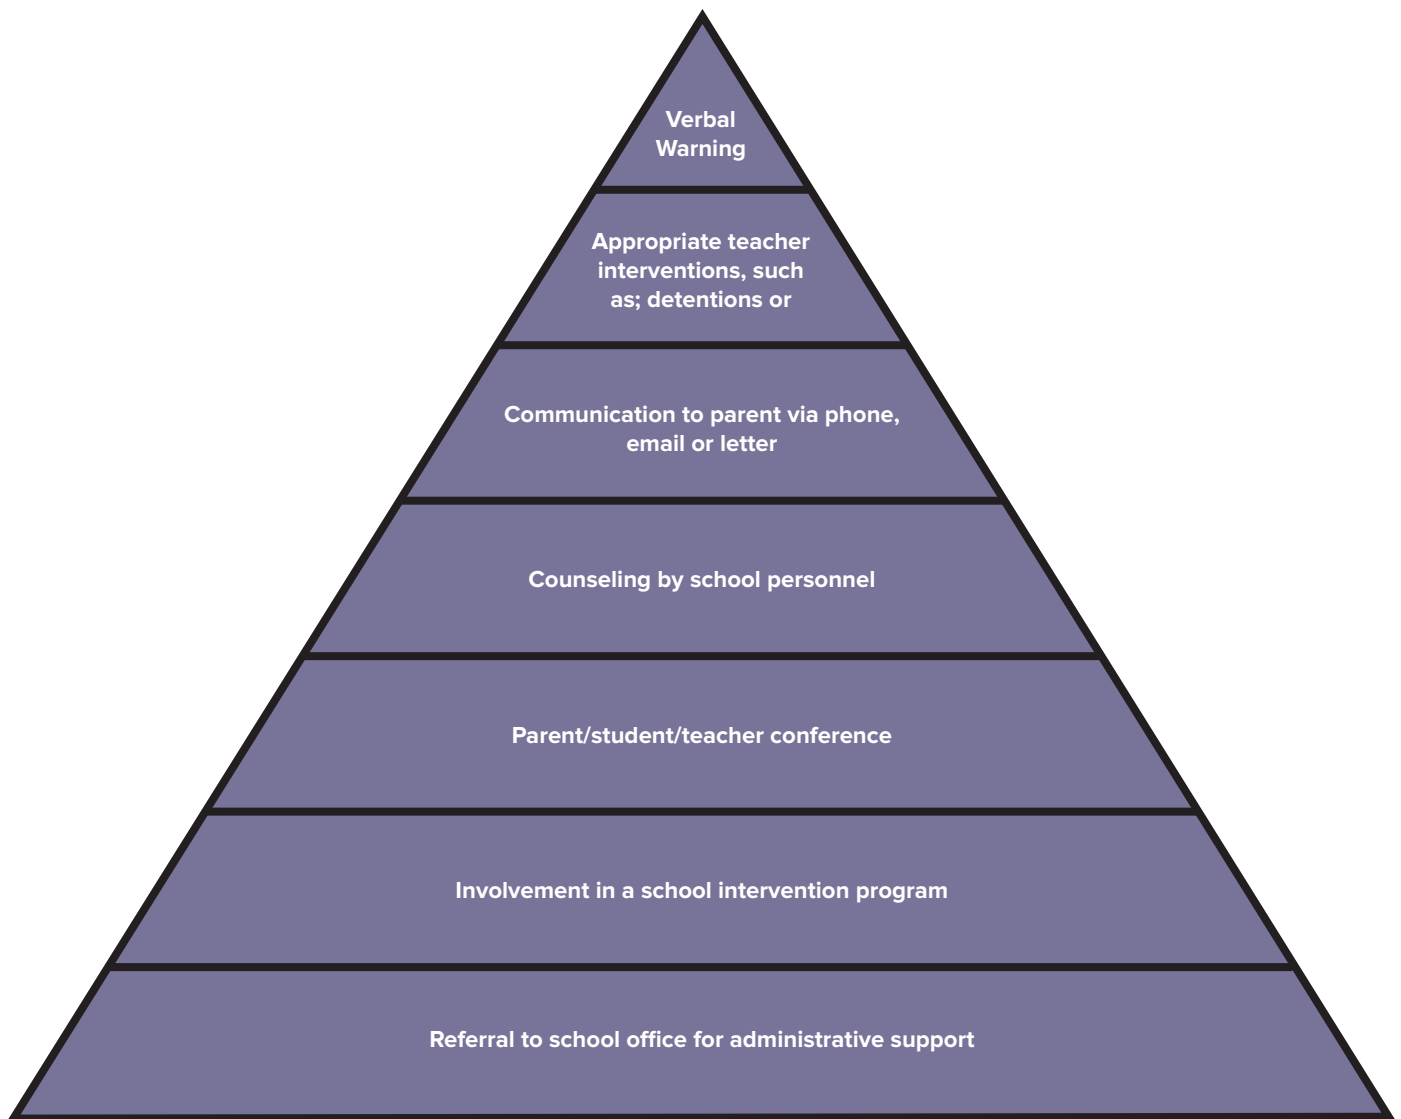 Verbal
Warning
Appropriate teacher
interventions, such
as; detentions or
Communication to parent via phone,
email or letter
Counseling by school personnel
Parent/student/teacher conference
Involvement in a school intervention program
Referral to school office for administrative support